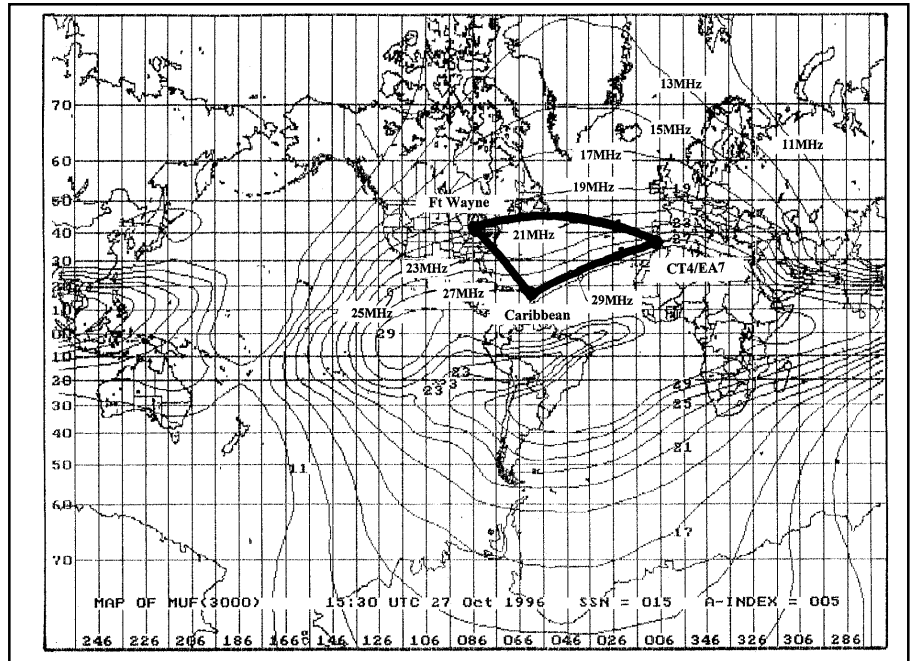 13MHz
70
15MHz
11MHz
17MHz
60
19MHz
50
Ft Wayne
40
21MHz
30
23MHz
CT4/EA7
27MHz
29MHz
10
25MHz
Caribbean
00
29
10
23
20
23
29
30
25
40
21
50
11
60
17
70
MAP OF MUF(3000) 15:30 UTC 27 Oct 1996 SSN = 015 A-INDEX = 005
246 226 206 186 166 146 126 106 086 066 046 026 006 346 326 306 286